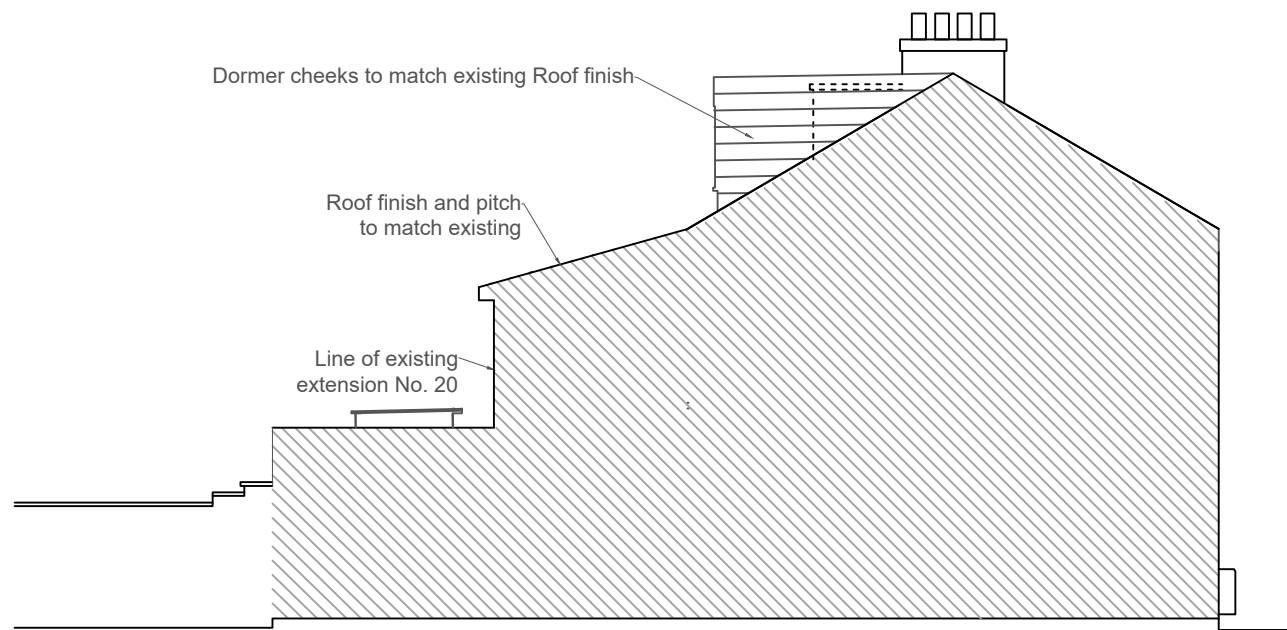 Dormer cheeks to match existing Roof finish
Roof finish and pitch
to match existing
Line of existing
extension No. 20